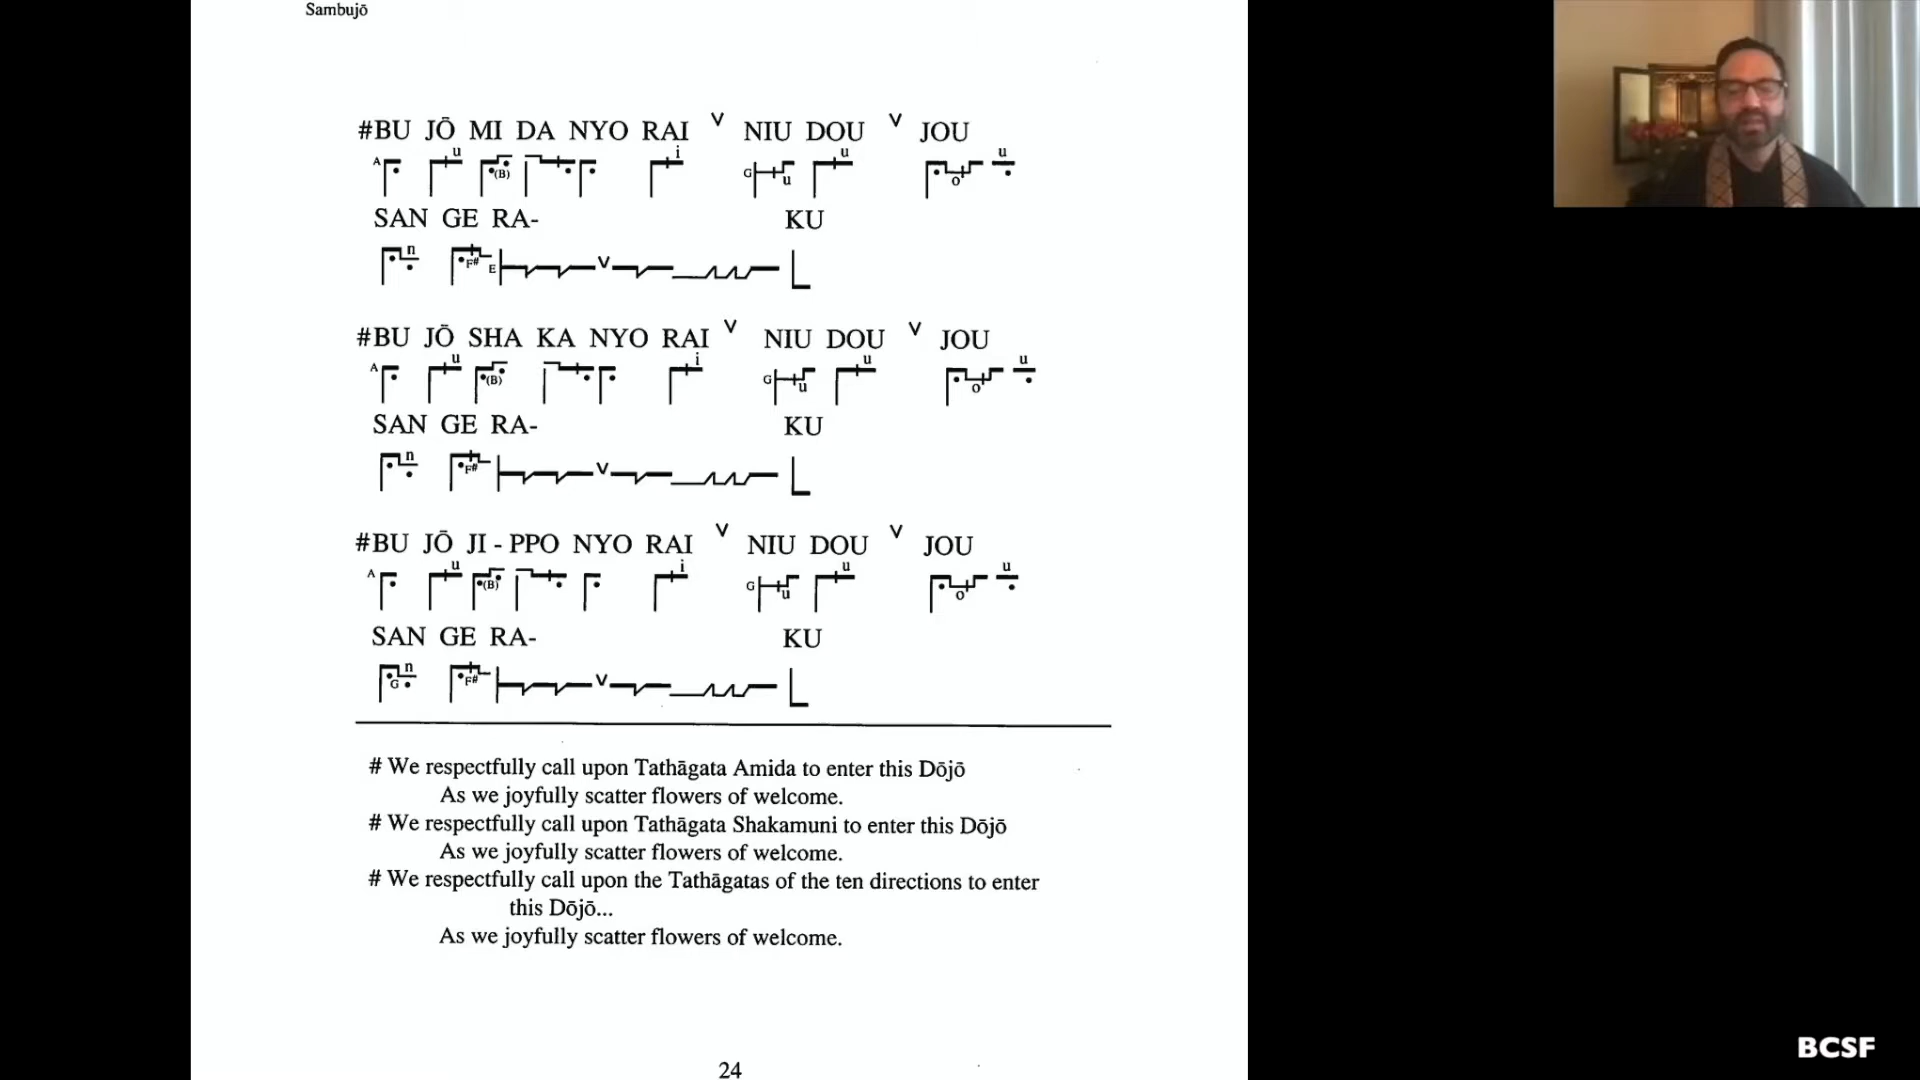 Sambujō
#BU JŌ MI DA NYO RAI v NIU DOU v JOU
A u (B) i G u u o u
SAN GE RA- KU
n F# E v
#BU JŌ SHA KA NYO RAI v NIU DOU v JOU
A u (B) i G u u o u
SAN GE RA- KU
n F# v
#BU JŌ JI - PPO NYO RAI v NIU DOU v JOU
A u (B) i G u u o u
SAN GE RA- KU
G n F# v
# We respectfully call upon Tathāgata Amida to enter this Dōjō
As we joyfully scatter flowers of welcome.
# We respectfully call upon Tathāgata Shakamuni to enter this Dōjō
As we joyfully scatter flowers of welcome.
# We respectfully call upon the Tathāgatas of the ten directions to enter
this Dōjō...
As we joyfully scatter flowers of welcome.
24
BCSF